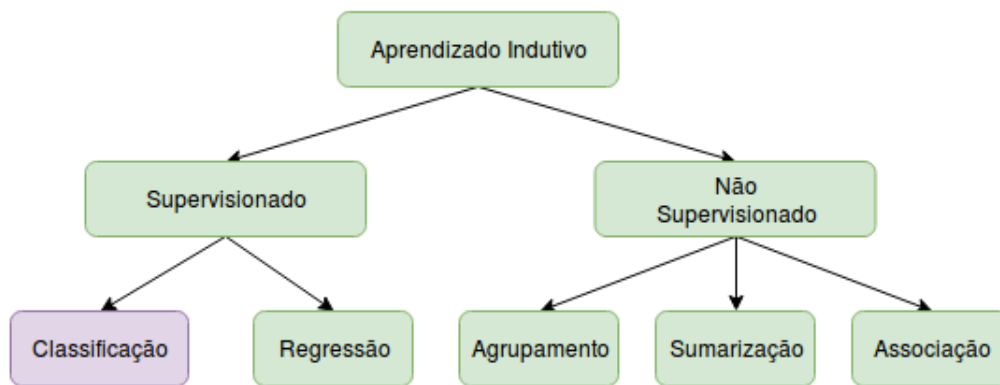 Aprendizado Indutivo
Supervisionado
Não
Supervisionado
Classificação
Regressão
Agrupamento
Sumarização
Associação